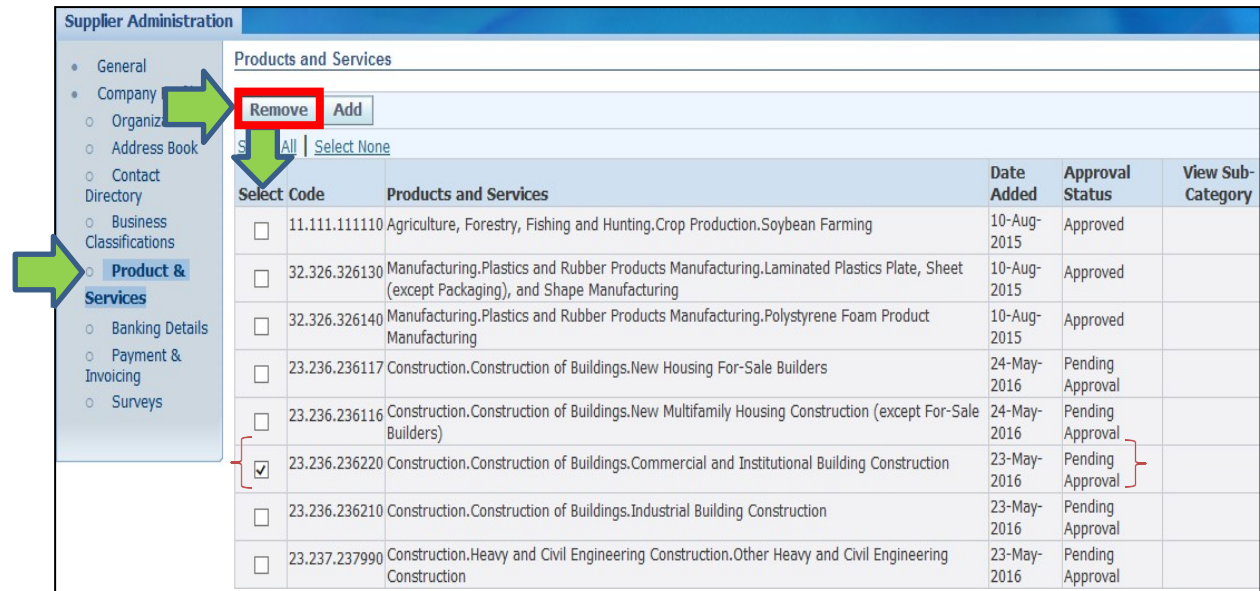 Supplier Administration
General
Company
Organiza
Address Book
Contact
Directory
Business
Classifications
Product &
Services
Banking Details
Payment &
Invoicing
Surveys
Products and Services
Remove Add
All | Select None
Select Code Products and Services Date Added Approval Status View Sub-Category
11.111.111110 Agriculture, Forestry, Fishing and Hunting.Crop Production.Soybean Farming 10-Aug-2015 Approved
32.326.326130 Manufacturing.Plastics and Rubber Products Manufacturing.Laminated Plastics Plate, Sheet 10-Aug- Approved
(except Packaging), and Shape Manufacturing 2015
32.326.326140 Manufacturing.Plastics and Rubber Products Manufacturing.Polystyrene Foam Product 10-Aug- Approved
Manufacturing 2015
23.236.236117 Construction.Construction of Buildings.New Housing For-Sale Builders 24-May- Pending
2016 Approval
23.236.236116 Construction.Construction of Buildings.New Multifamily Housing Construction (except For-Sale 24-May- Pending
Builders) 2016 Approval
23.236.236220 Construction.Construction of Buildings.Commercial and Institutional Building Construction 23-May- Pending
2016 Approval
23.236.236210 Construction.Construction of Buildings.Industrial Building Construction 23-May- Pending
2016 Approval
23.237.237990 Construction.Heavy and Civil Engineering Construction.Other Heavy and Civil Engineering 23-May- Pending
Construction 2016 Approval